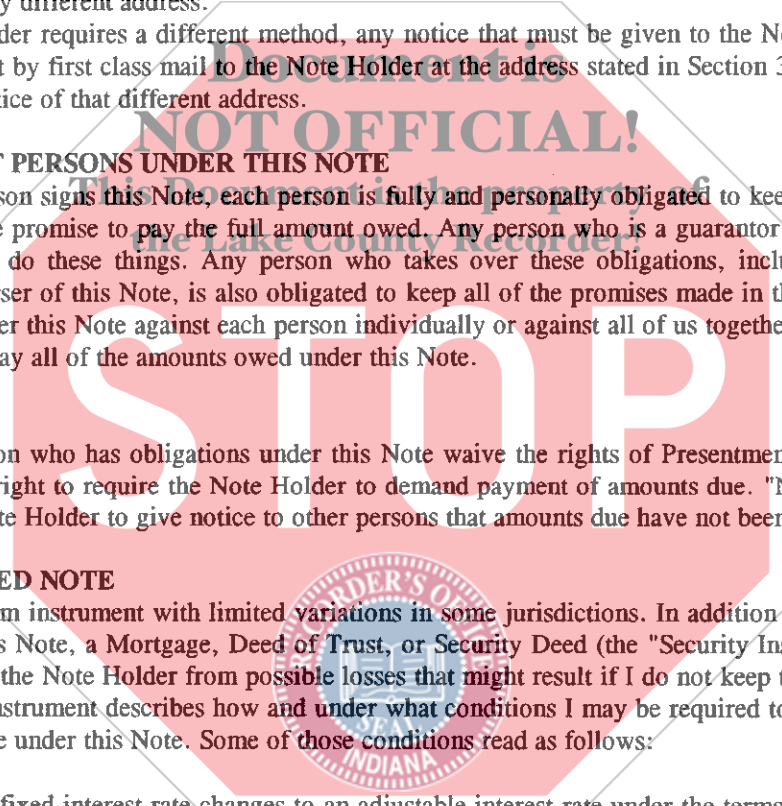 y different address.
der requires a different method, any notice that must be given to the No
t by first class mail to the Note Holder at the address stated in Section 3
tice of that different address.
Document is
NOT OFFICIAL!
This Document is the property of
the Lake County Recorder!
T PERSONS UNDER THIS NOTE
son signs this Note, each person is fully and personally obligated to kee
e promise to pay the full amount owed. Any person who is a guarantor
do these things. Any person who takes over these obligations, inclu
rser of this Note, is also obligated to keep all of the promises made in th
er this Note against each person individually or against all of us togethe
ay all of the amounts owed under this Note.
STOP
on who has obligations under this Note waive the rights of Presentmen
right to require the Note Holder to demand payment of amounts due. "N
te Holder to give notice to other persons that amounts due have not been
ED NOTE
rm instrument with limited variations in some jurisdictions. In addition
s Note, a Mortgage, Deed of Trust, or Security Deed (the "Security Ins
the Note Holder from possible losses that might result if I do not keep t
nstrument describes how and under what conditions I may be required to
e under this Note. Some of those conditions read as follows:
RECORDER'S OFFICE
SEAL
INDIANA
fixed interest rate changes to an adjustable interest rate under the terms